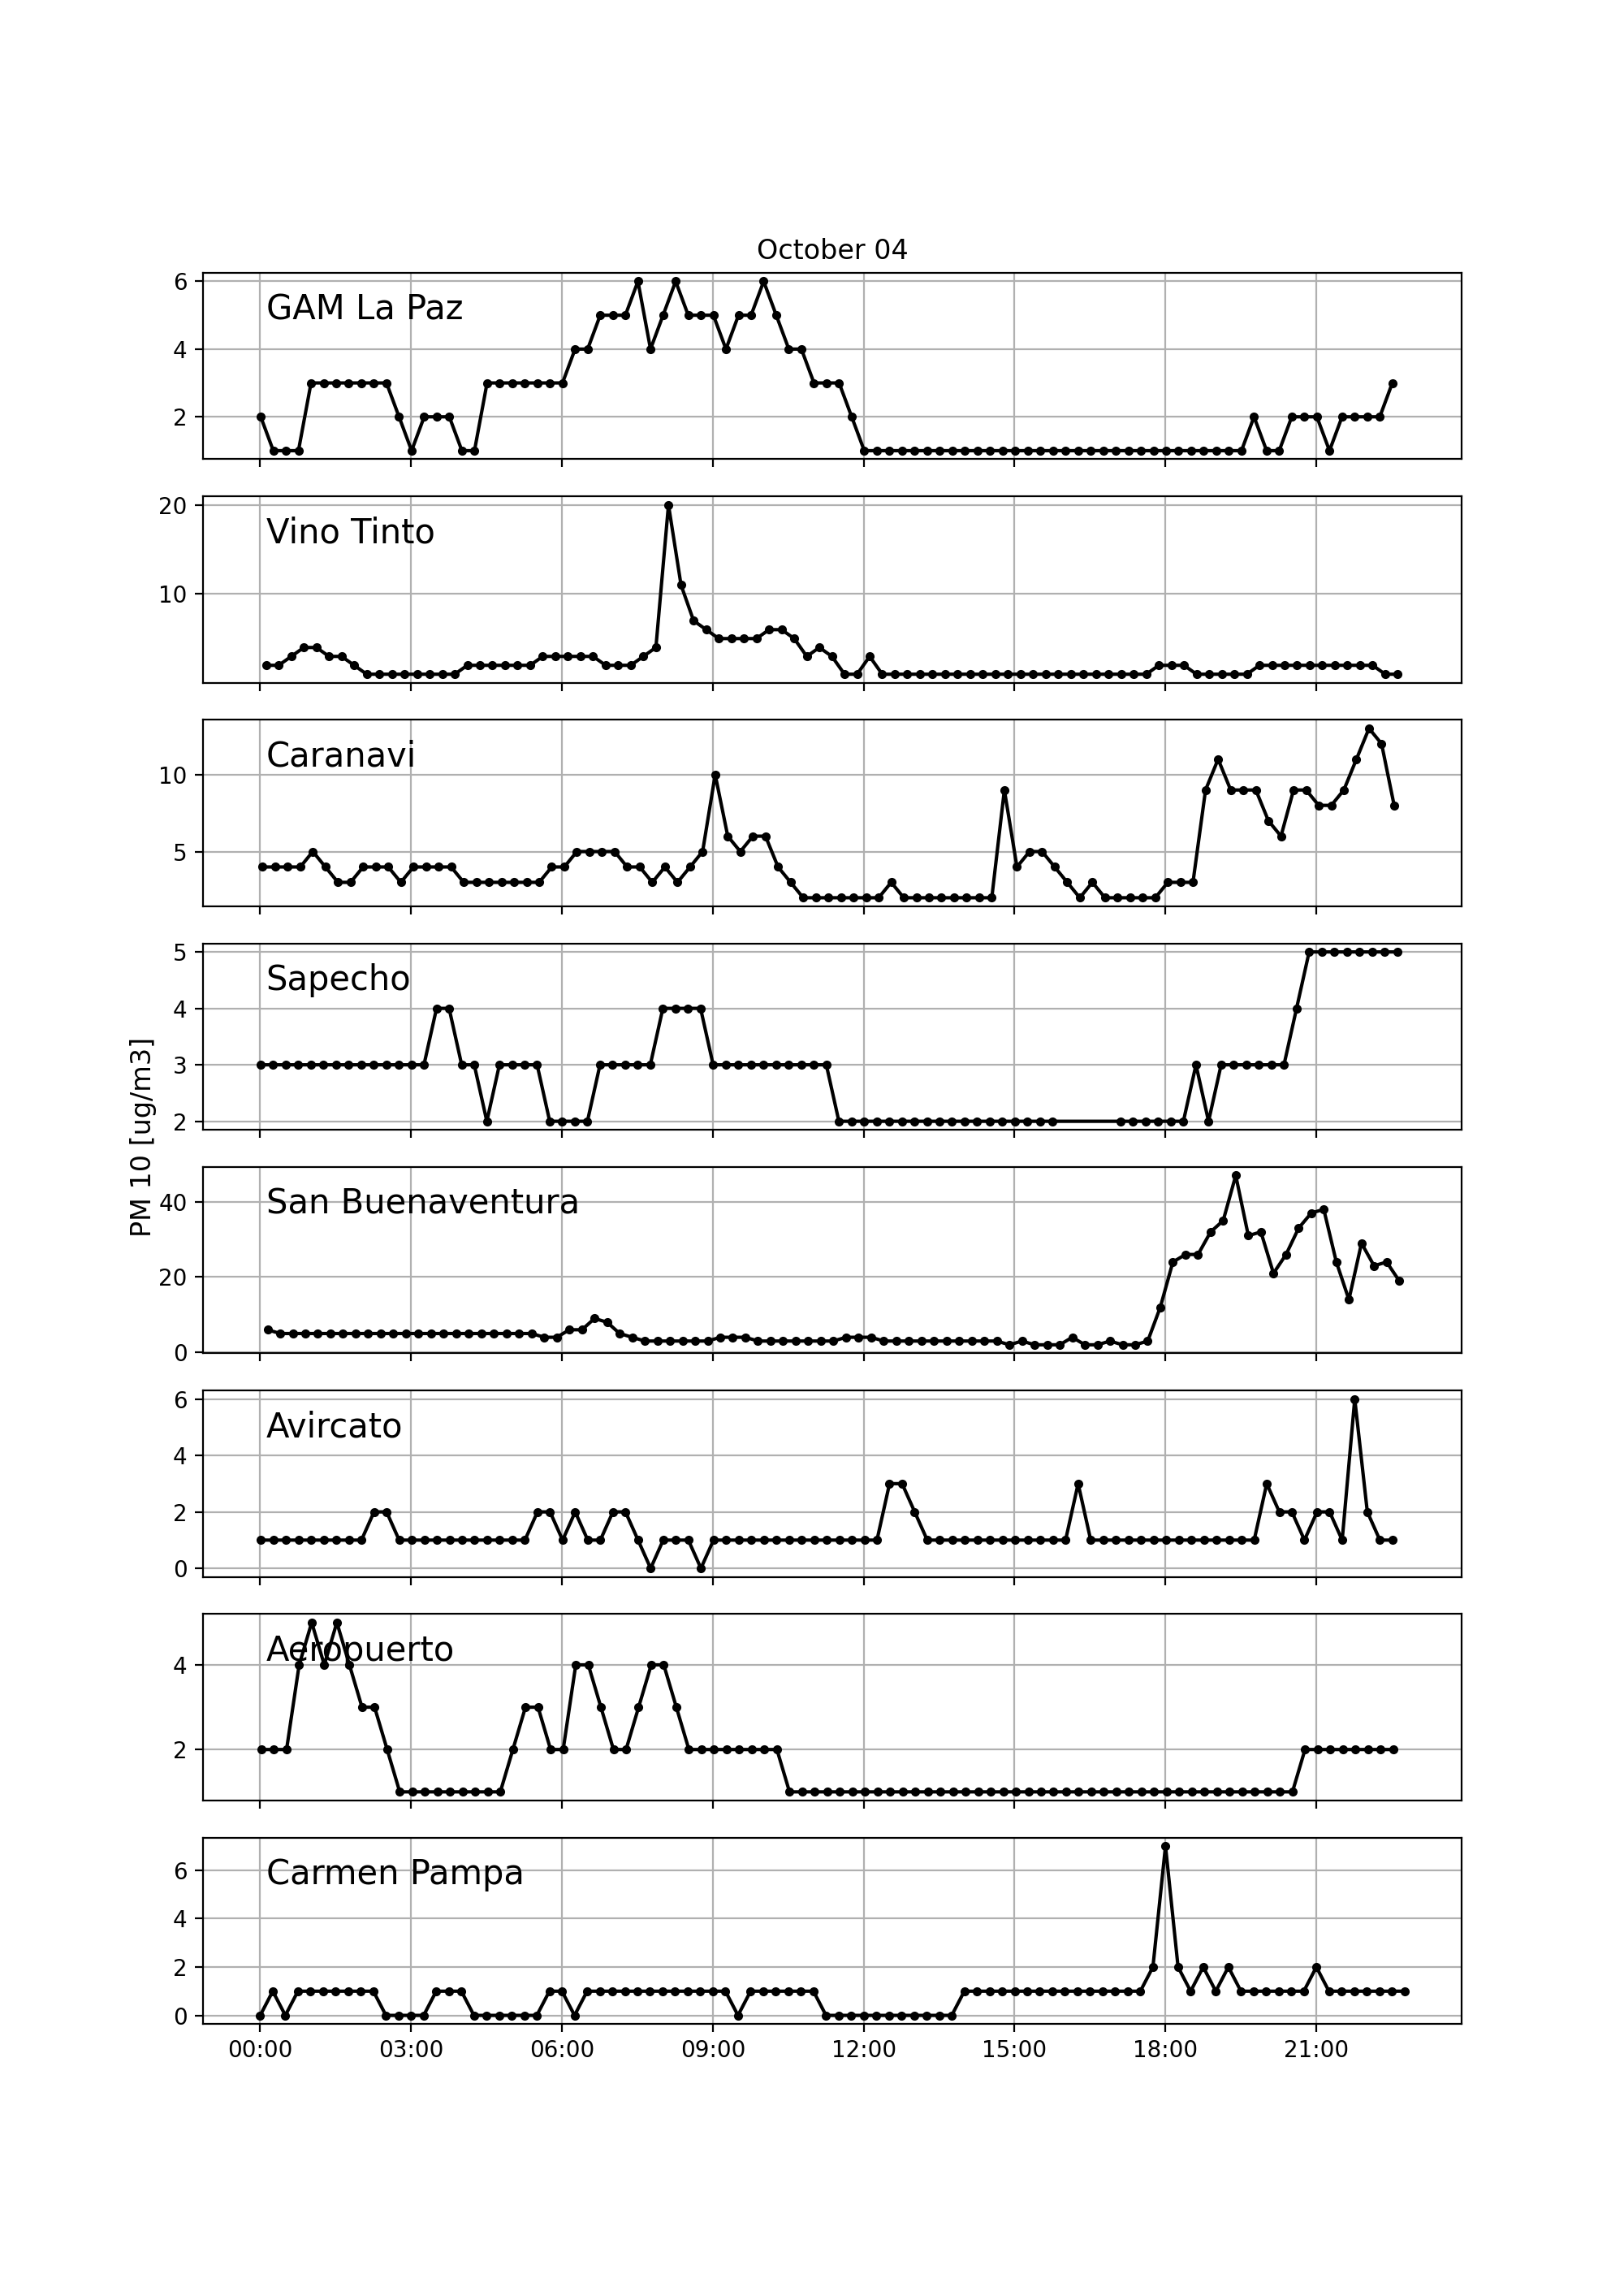 October 04
6
GAM La Paz
4
2
20
Vino Tinto
10
Caranavi
10
5
5
Sapecho
4
3
2
PM 10 [ug/m3]
San Buenaventura
40
20
0
6
Avircato
4
2
0
Aeropuerto
4
2
Carmen Pampa
6
4
2
0
00:00 03:00 06:00 09:00 12:00 15:00 18:00 21:00